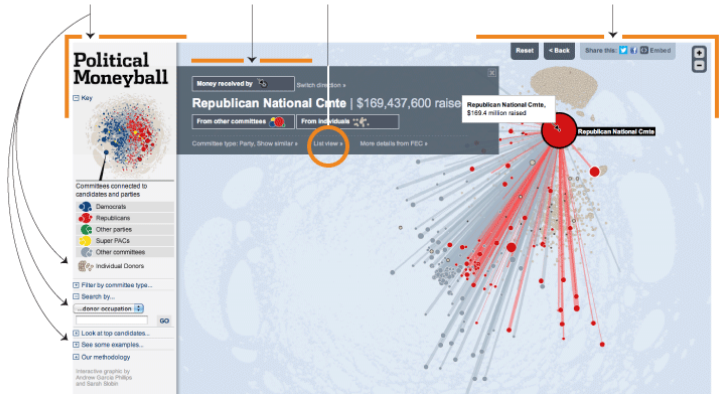 Political
Moneyball
Key
Committees connected to
candidates and parties
Democrats
Republicans
Other parties
Super PACs
Other committees
Individual Donors
Filter by committee type...
Search by...
...donor occupation
GO
Look at top candidates...
See some examples...
Our methodology
Interactive graphic by
Andrew Garcia Phillips
and Sarah Slobin
Money received by
Switch direction »
Republican National Cmte | $169,437,600 raise
From other committees
From individuals
Committee type: Party, Show similar »
List view »
More details from FEC »
Reset
< Back
Share this:
Embed
Republican National Cmte,
$169.4 million raised
Republican National Cmte